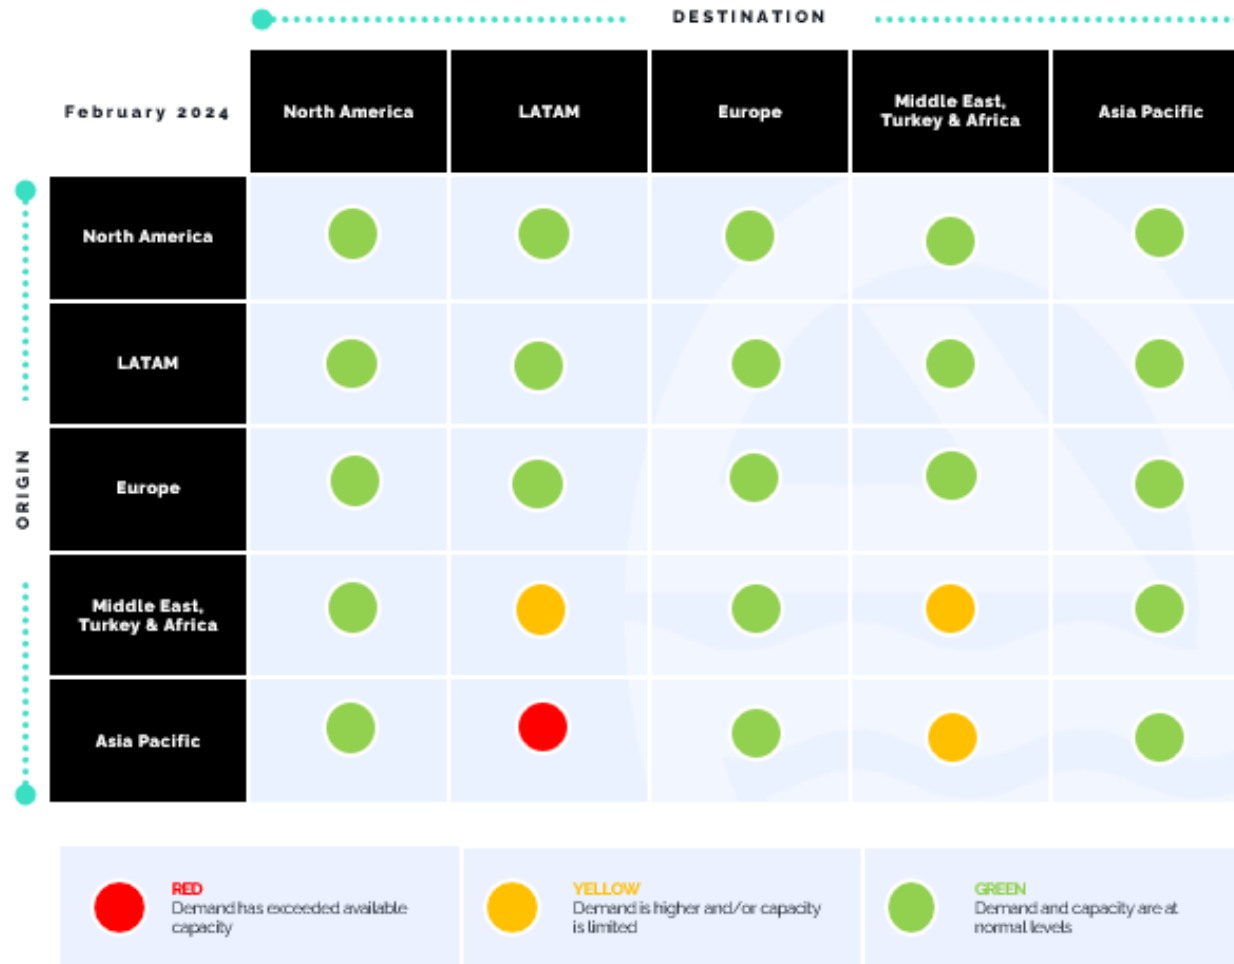 DESTINATION
February 2024
North America
LATAM
Europe
Middle East,
Turkey & Africa
Asia Pacific
ORIGIN
North America
LATAM
Europe
Middle East,
Turkey & Africa
Asia Pacific
RED
Demand has exceeded available
capacity
YELLOW
Demand is higher and/or capacity
is limited
GREEN
Demand and capacity are at
normal levels